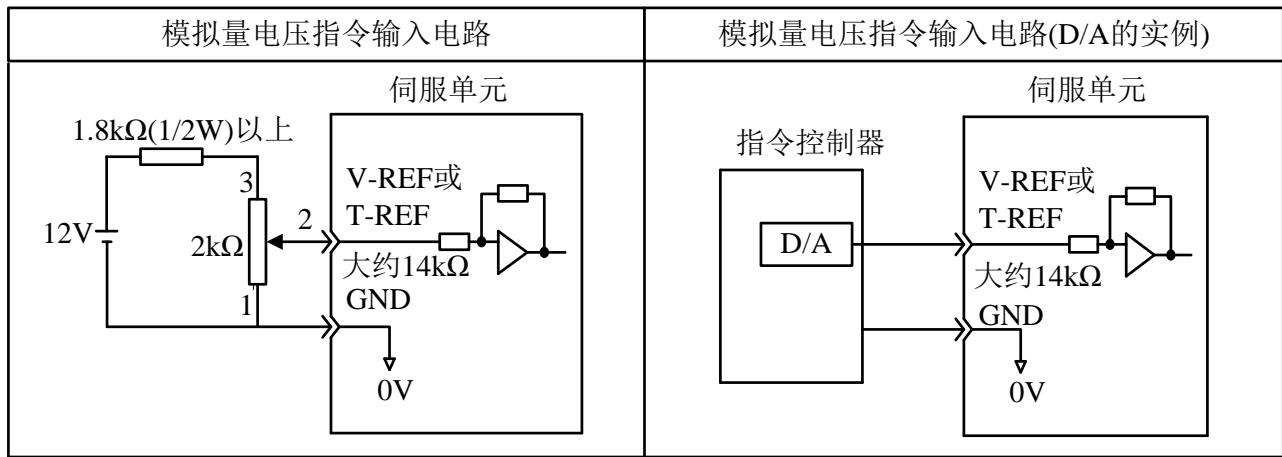 模拟量电压指令输入电路
模拟量电压指令输入电路(D/A的实例)
伺服单元
1.8kΩ(1/2W)以上
3
V-REF或
T-REF
2
12V
2kΩ
大约14kΩ
1
GND
0V
伺服单元
指令控制器
V-REF或
T-REF
D/A
大约14kΩ
GND
0V